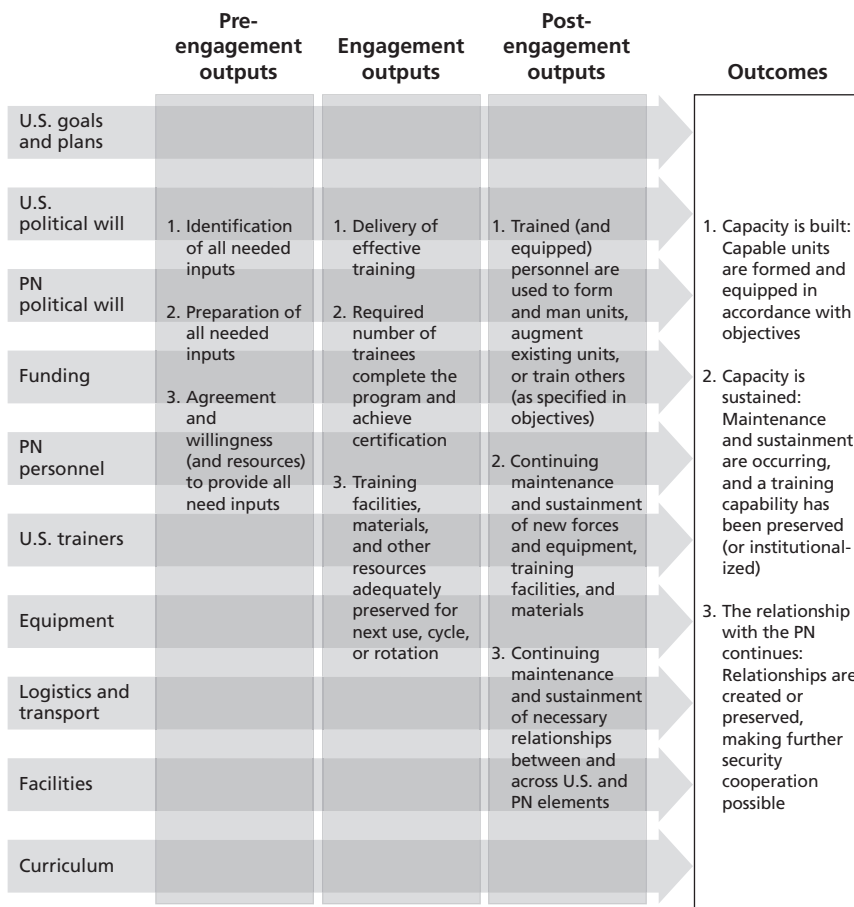 Pre-
engagement
outputs
Engagement
outputs
Post-
engagement
outputs
Outcomes
U.S. goals
and plans
U.S.
political will
PN
political will
Funding
PN
personnel
U.S. trainers
Equipment
Logistics and
transport
Facilities
Curriculum
1. Identification
of all needed
inputs
2. Preparation of
all needed
inputs
3. Agreement
and
willingness
(and resources)
to provide all
need inputs
1. Delivery of
effective
training
2. Required
number of
trainees
complete the
program and
achieve
certification
3. Training
facilities,
materials,
and other
resources
adequately
preserved for
next use, cycle,
or rotation
1. Trained (and
equipped)
personnel are
used to form
and man units,
augment
existing units,
or train others
(as specified in
objectives)
2. Continuing
maintenance
and sustainment
of new forces
and equipment,
training
facilities, and
materials
3. Continuing
maintenance
and sustainment
of necessary
relationships
between and
across U.S. and
PN elements
1. Capacity is built:
Capable units
are formed and
equipped in
accordance with
objectives
2. Capacity is
sustained:
Maintenance
and sustainment
are occurring,
and a training
capability has
been preserved
(or institutional-
ized)
3. The relationship
with the PN
continues:
Relationships are
created or
preserved,
making further
security
cooperation
possible